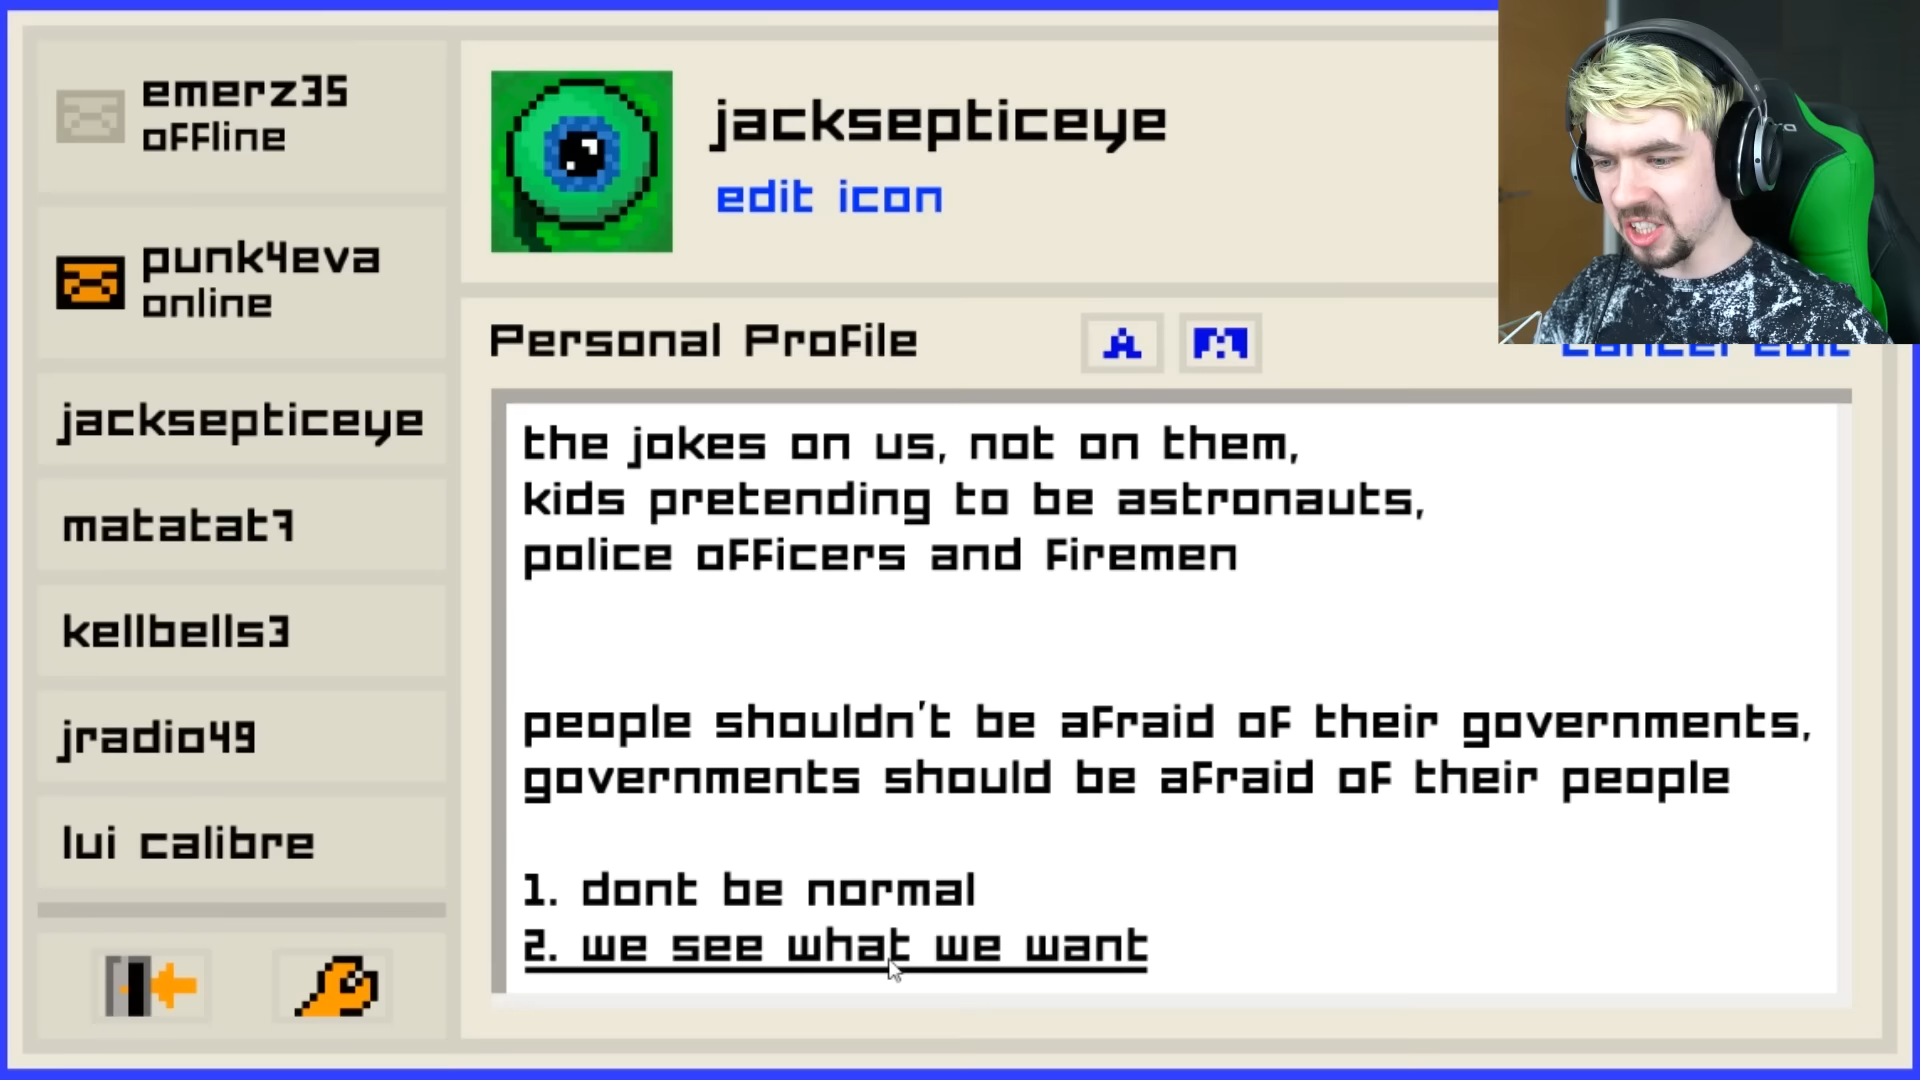 emerz35
offline
punk4eva
online
jacksepticeye
matatat7
kellbells3
jradio49
lui calibre
jacksepticeye
edit icon
Personal Profile
A
cancel edit
the jokes on us, not on them,
kids pretending to be astronauts,
police officers and firemen
people shouldn't be afraid of their governments,
governments should be afraid of their people
1. dont be normal
2. we see what we want